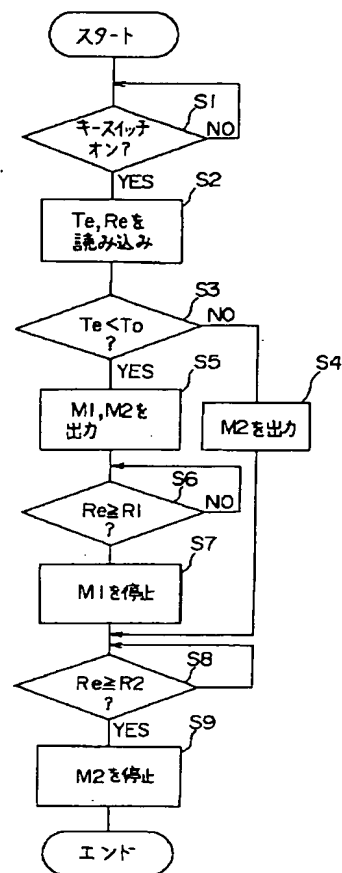 スタート
S1
キースイッチ
オン?
NO
YES
S2
Te,Reを
読み込み
S3
Te<To
?
NO
YES
S5
S4
M1,M2を
出力
M2を出力
S6
Re≧R1
?
NO
S7
M1を停止
S8
Re≧R2
?
YES
S9
M2を停止
エンド